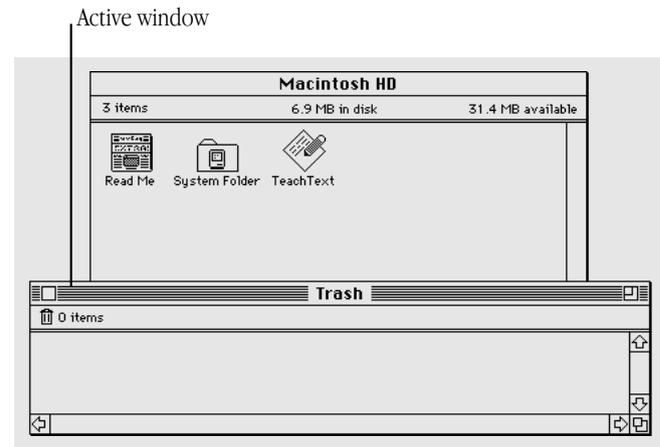 Active window
Macintosh HD
3 items 6.9 MB in disk 31.4 MB available
Read Me System Folder TeachText
Trash
0 items